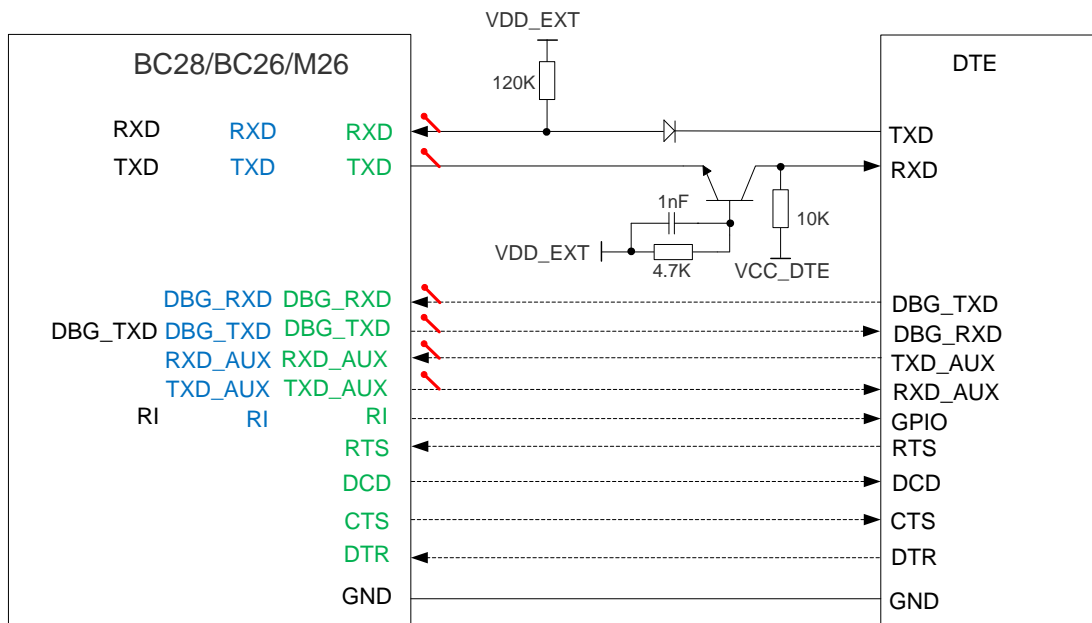 VDD_EXT
BC28/BC26/M26
DTE
120K
RXD RXD RXD TXD
TXD TXD TXD RXD
1nF
10K
VDD_EXT
4.7K
VCC_DTE
DBG_RXD DBG_RXD DBG_TXD
DBG_TXD DBG_TXD DBG_TXD DBG_RXD
RXD_AUX RXD_AUX TXD_AUX
TXD_AUX TXD_AUX RXD_AUX
RI RI RI GPIO
RTS RTS
DCD DCD
CTS CTS
DTR DTR
GND GND